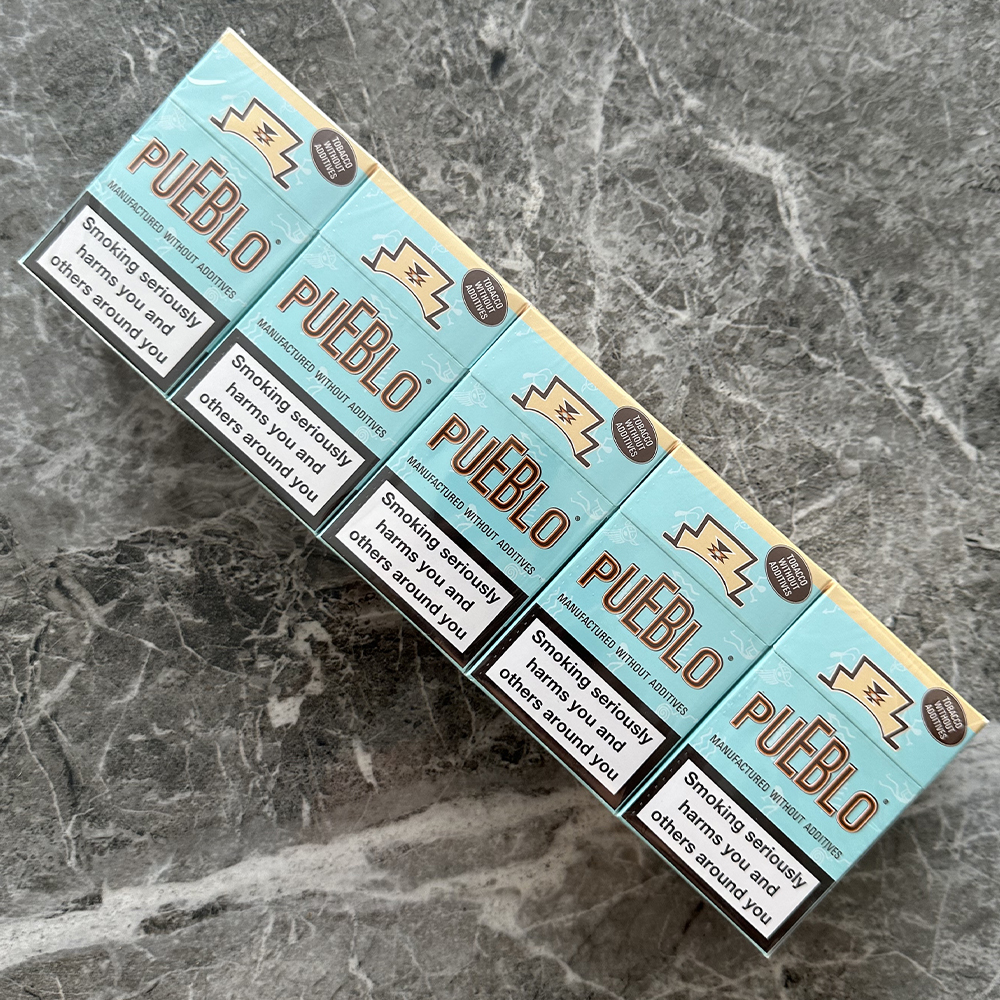 TOBACCO
WITHOUT
ADDITIVES
PUEBLO®
MANUFACTURED WITHOUT ADDITIVES
Smoking seriously
harms you and
others around you
TOBACCO
WITHOUT
ADDITIVES
PUEBLO®
MANUFACTURED WITHOUT ADDITIVES
Smoking seriously
harms you and
others around you
TOBACCO
WITHOUT
ADDITIVES
PUEBLO®
MANUFACTURED WITHOUT ADDITIVES
Smoking seriously
harms you and
others around you
TOBACCO
WITHOUT
ADDITIVES
PUEBLO®
MANUFACTURED WITHOUT ADDITIVES
Smoking seriously
harms you and
others around you
TOBACCO
WITHOUT
ADDITIVES
PUEBLO®
MANUFACTURED WITHOUT ADDITIVES
Smoking seriously
harms you and
others around you